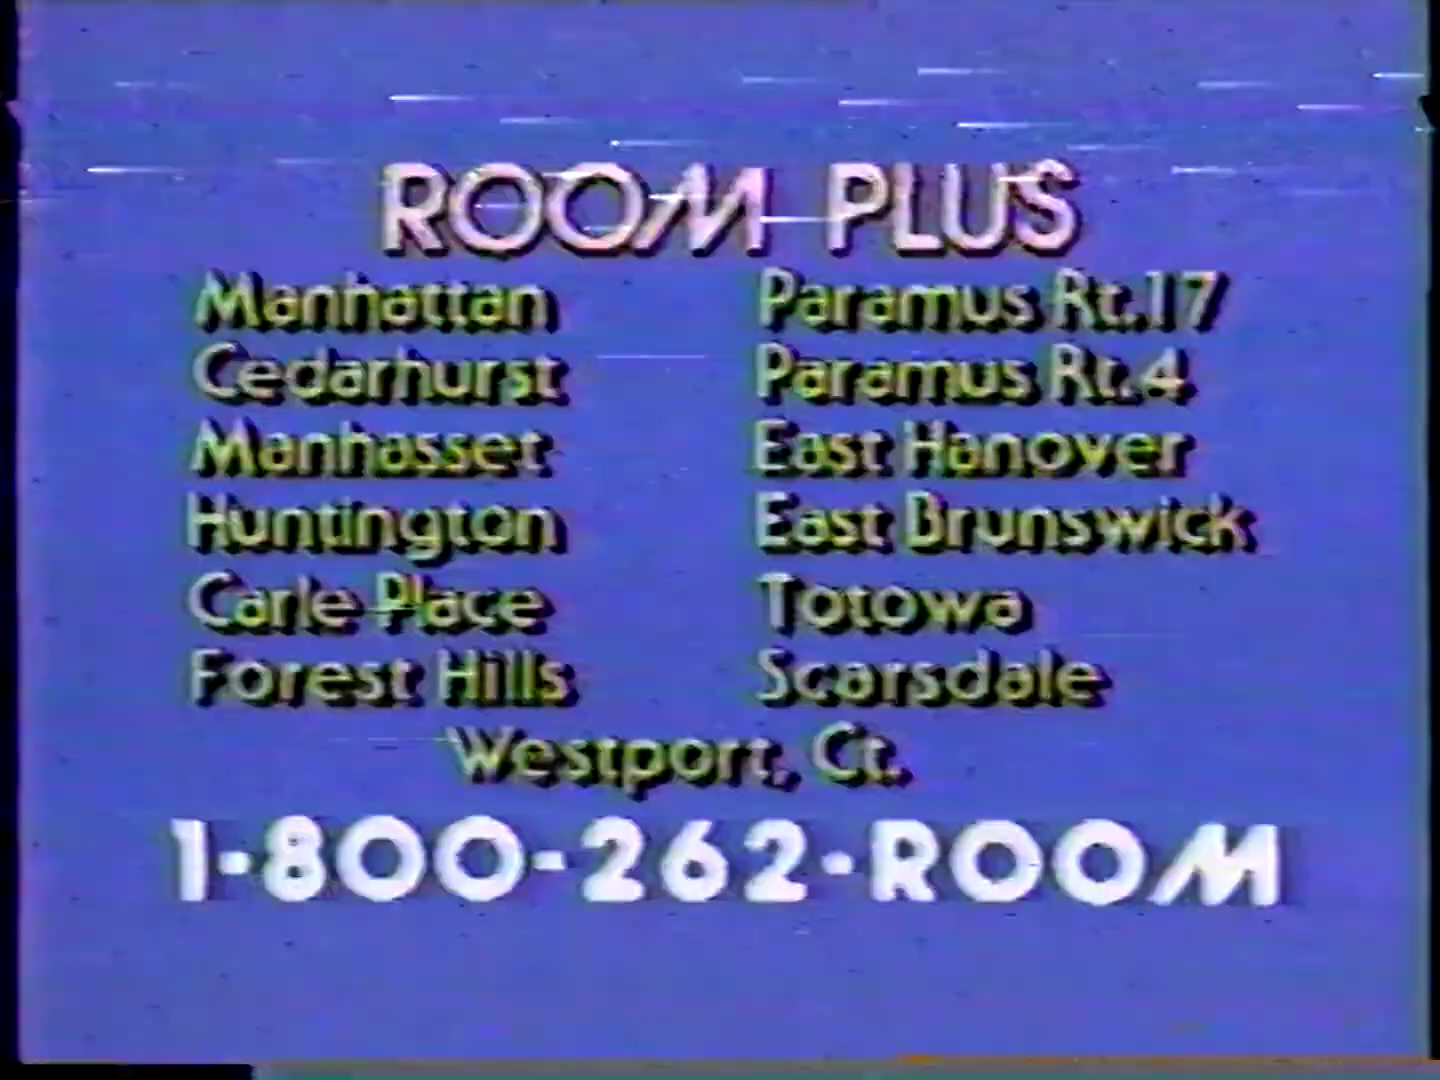 ROOM PLUS
Manhattan
Cedarhurst
Manhasset
Huntington
Carle Place
Forest Hills
Paramus Rt.17
Paramus Rt.4
East Hanover
East Brunswick
Totowa
Scarsdale
Westport, Ct.
1-800-262-ROOM